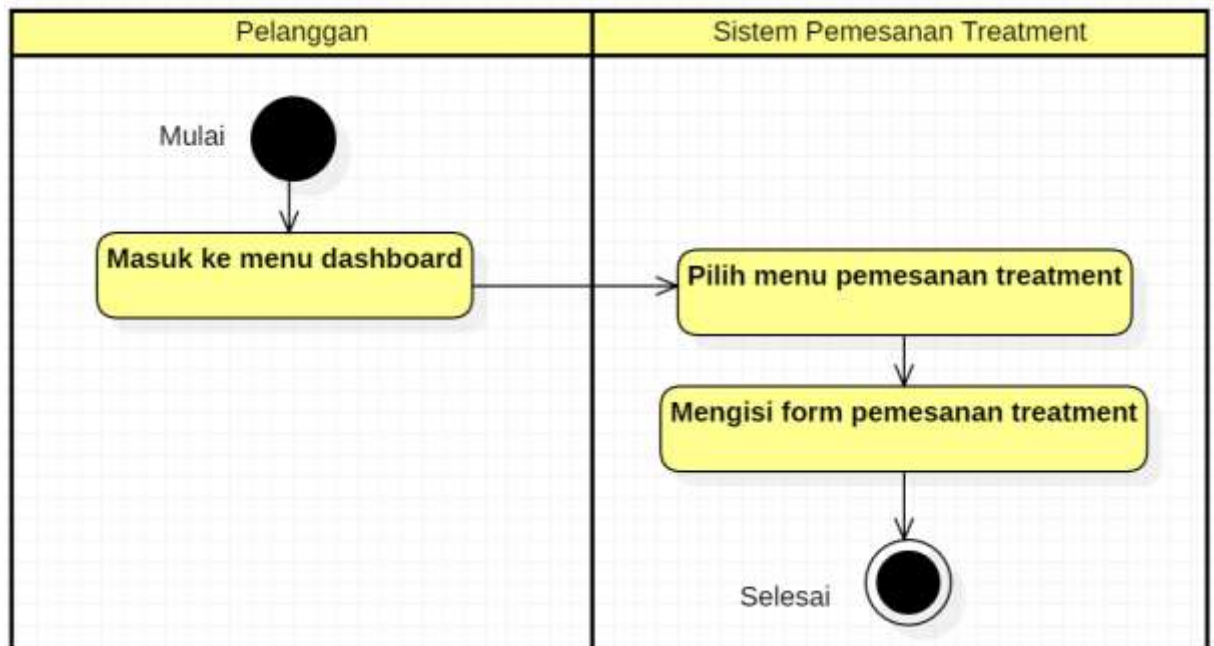 Pelanggan
Sistem Pemesanan Treatment
Mulai
Masuk ke menu dashboard
Pilih menu pemesanan treatment
Mengisi form pemesanan treatment
Selesai